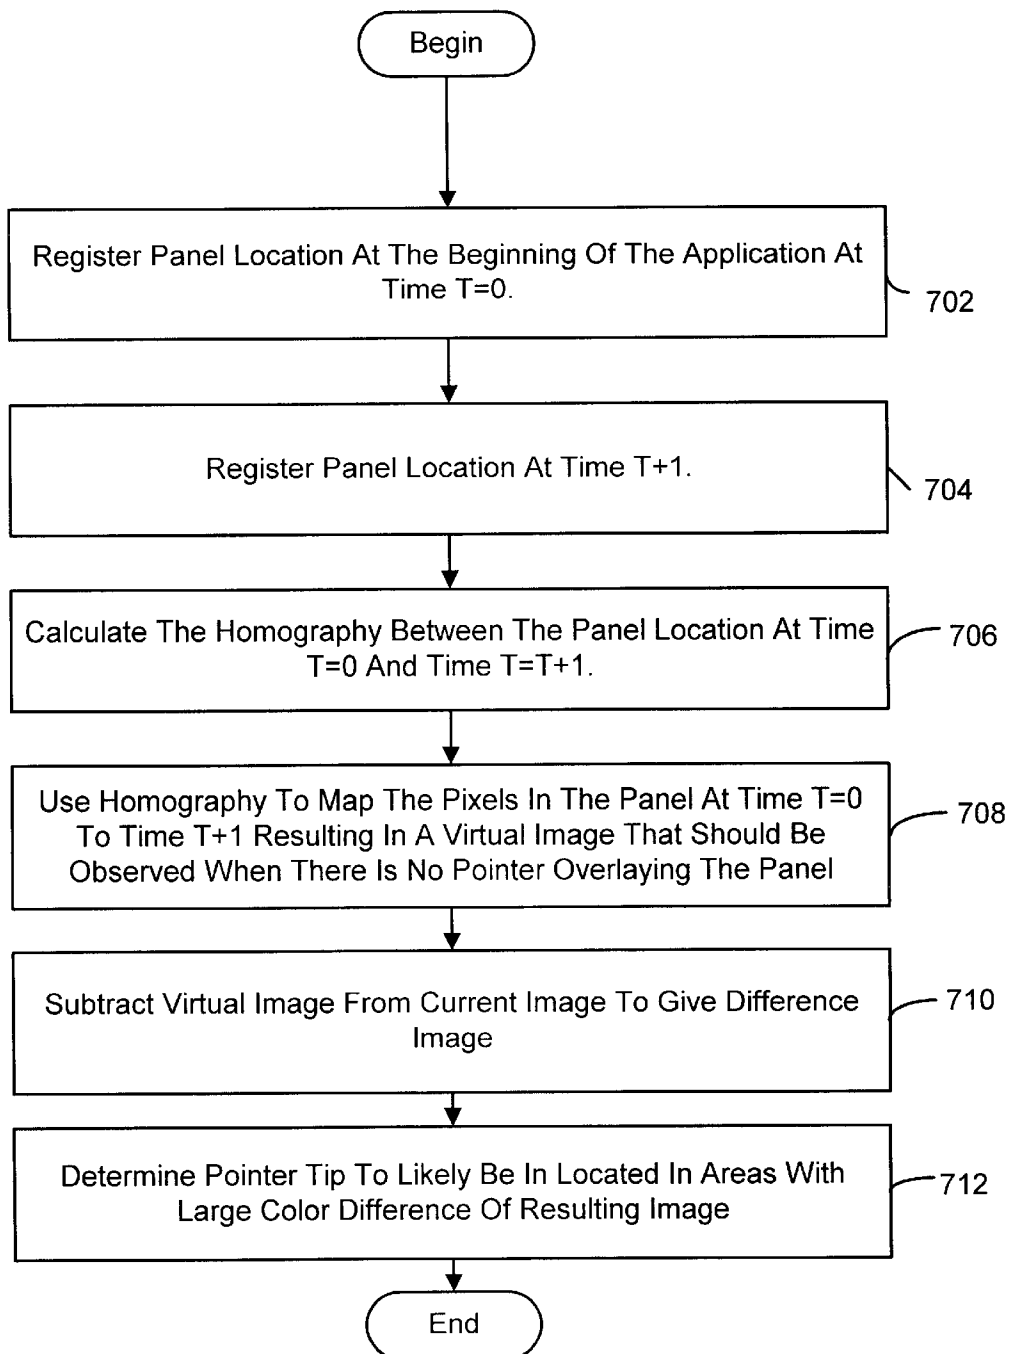 Begin
Register Panel Location At The Beginning Of The Application At
Time T=0.
702
Register Panel Location At Time T+1.
704
Calculate The Homography Between The Panel Location At Time
T=0 And Time T=T+1.
706
Use Homography To Map The Pixels In The Panel At Time T=0
To Time T+1 Resulting In A Virtual Image That Should Be
Observed When There Is No Pointer Overlaying The Panel
708
Subtract Virtual Image From Current Image To Give Difference
Image
710
Determine Pointer Tip To Likely Be In Located In Areas With
Large Color Difference Of Resulting Image
712
End